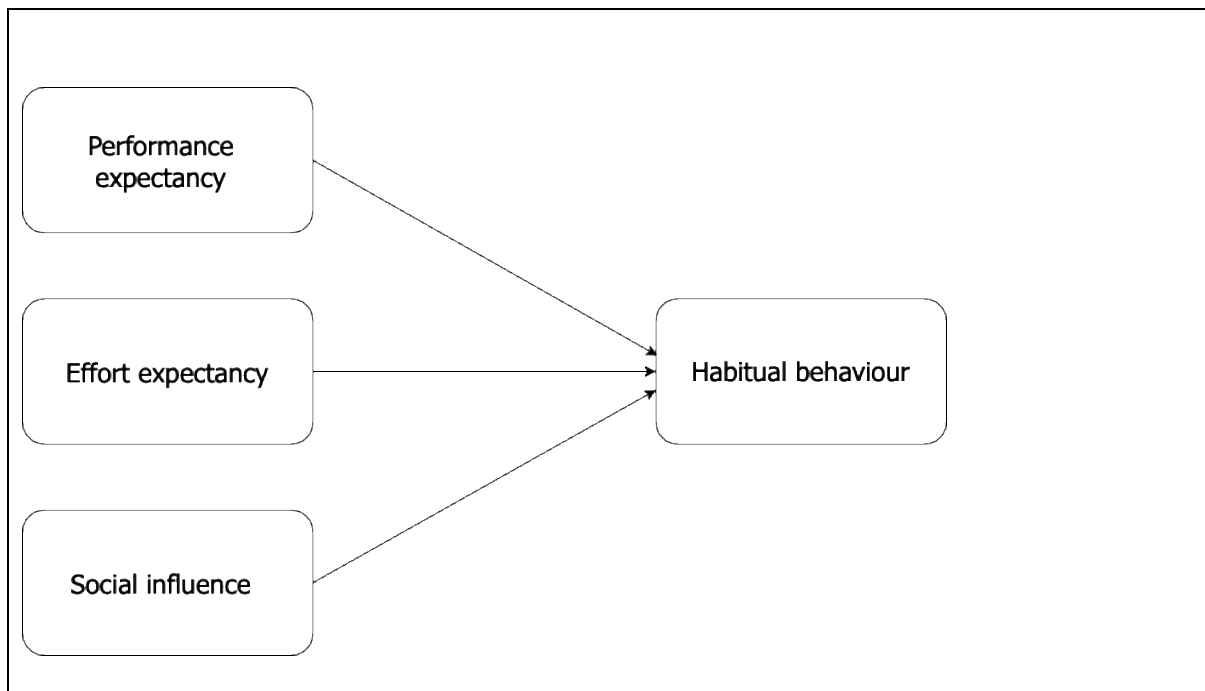 Performance
expectancy
Effort expectancy
Habitual behaviour
Social influence